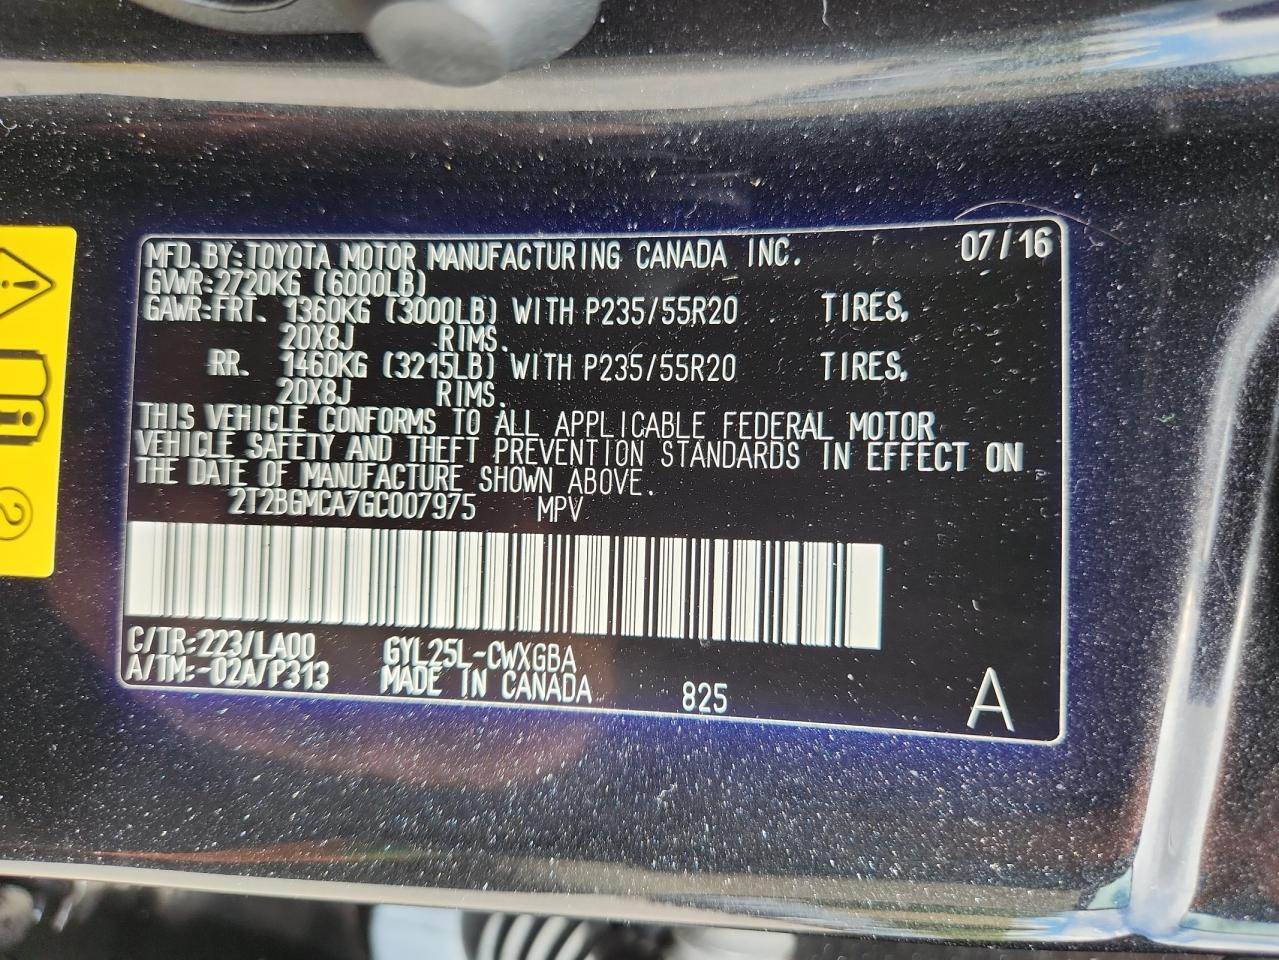 MFD. BY: TOYOTA MOTOR MANUFACTURING CANADA INC. 07/16
GVWR:2720KG (6000LB)
GAWR:FRT. 1360KG (3000LB) WITH P235/55R20 TIRES,
20X8J RIMS.
RR. 1460KG (3215LB) WITH P235/55R20 TIRES,
20X8J RIMS.
THIS VEHICLE CONFORMS TO ALL APPLICABLE FEDERAL MOTOR
VEHICLE SAFETY AND THEFT PREVENTION STANDARDS IN EFFECT ON
THE DATE OF MANUFACTURE SHOWN ABOVE.
2T2BGMCA7GC007975 MPV
C/TR:223/LA00 GYL25L-CWXGBA
A/TM:-02A/P313 MADE IN CANADA 825 A
2